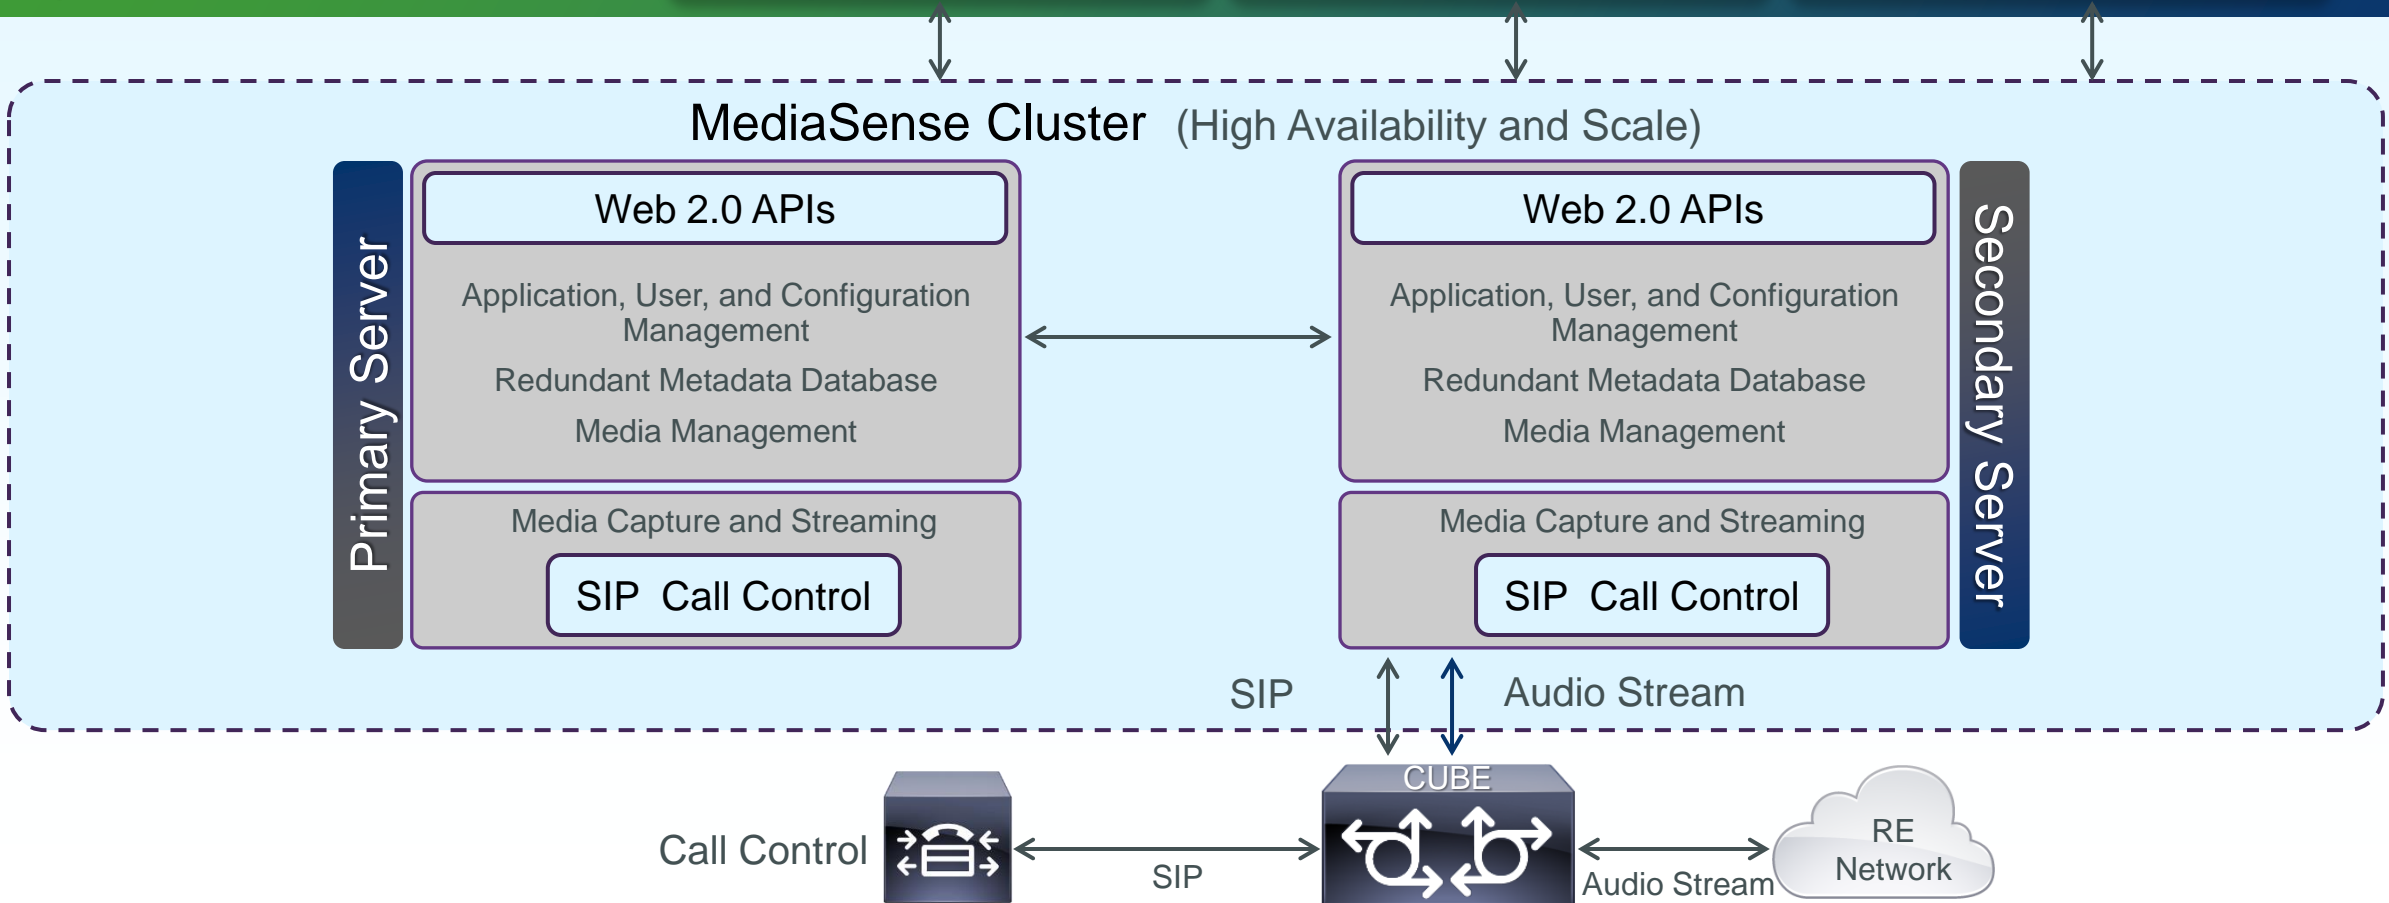 MediaSense Cluster (High Availability and Scale)
Primary Server
Web 2.0 APIs
Application, User, and Configuration
Management
Redundant Metadata Database
Media Management
Media Capture and Streaming
SIP Call Control
Web 2.0 APIs
Application, User, and Configuration
Management
Redundant Metadata Database
Media Management
Media Capture and Streaming
SIP Call Control
Secondary Server
SIP
Audio Stream
Call Control
SIP
CUBE
Audio Stream
RE
Network